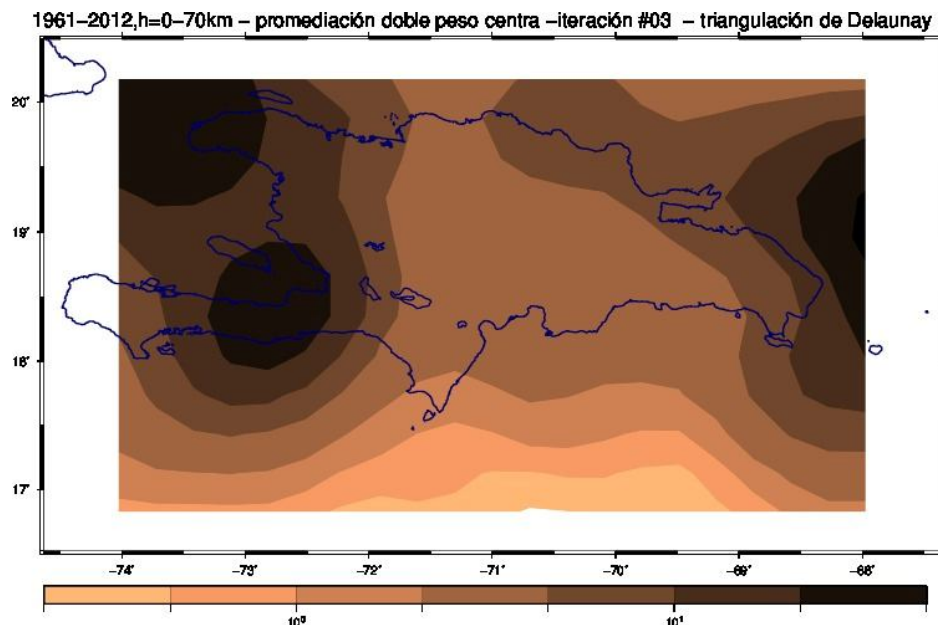 1961-2012,h=0-70km - promediación doble peso centra -iteración #03 - triangulación de Delaunay
20˚
19˚
18˚
17˚
-74˚ -73˚ -72˚ -71˚ -70˚ -69˚ -68˚
10⁰ 10¹